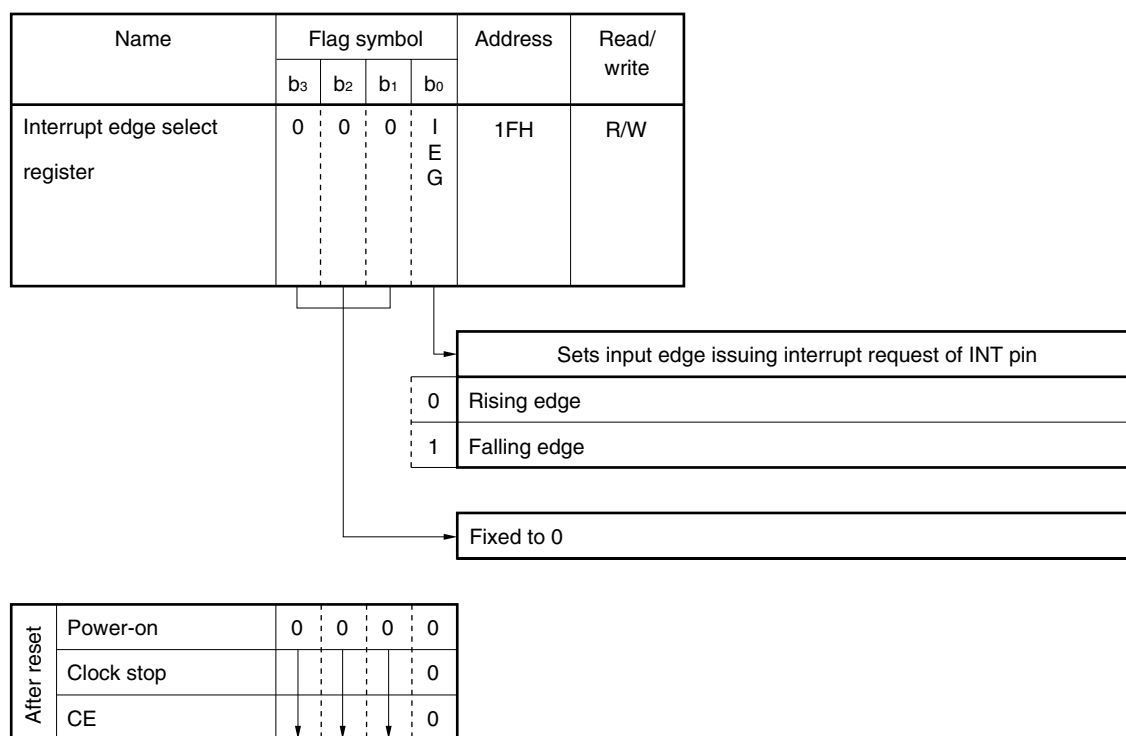 Name Flag symbol Address Read/
write
b3 b2 b1 b0
Interrupt edge select 0 0 0 I 1FH R/W
E
register G
Sets input edge issuing interrupt request of INT pin
0 Rising edge
1 Falling edge
Fixed to 0
After reset
Power-on 0 0 0 0
Clock stop 0
CE 0